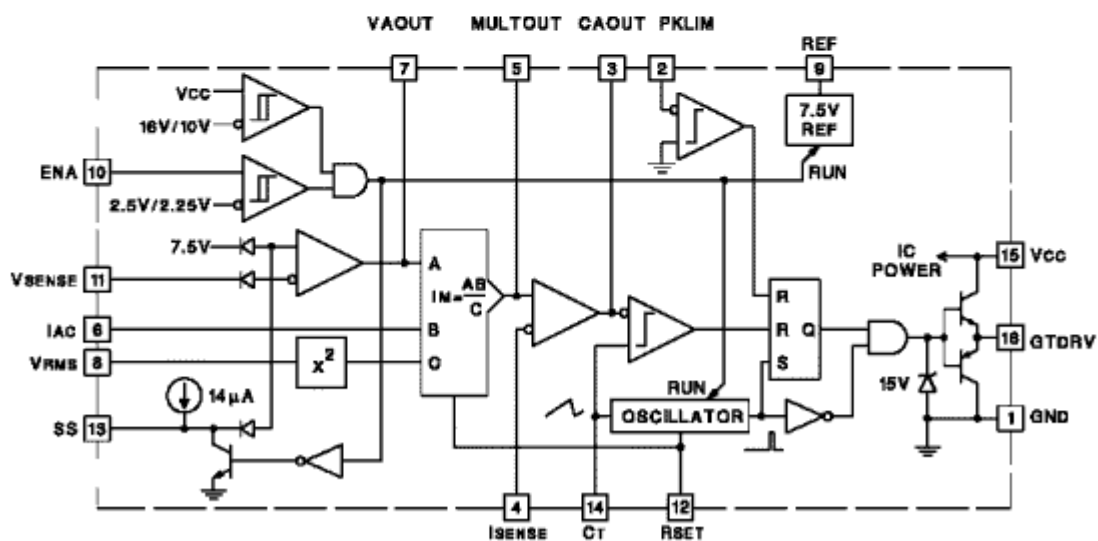 VAOUT MULTOUT CAOUT PKLIM
REF
7 5 3 2 9
VCC
16V/10V
7.5V
REF
ENA 10
RUN
2.5V/2.25V
7.5V
IC
POWER
15 VCC
VSENSE 11
A
IM=AB/C
R
IAC 6
B
R Q
16 GTDRV
VRMS 8
X²
C
S
15V
14μA
RUN
OSCILLATOR
1 GND
SS 13
4 14 12
ISENSE CT RSET